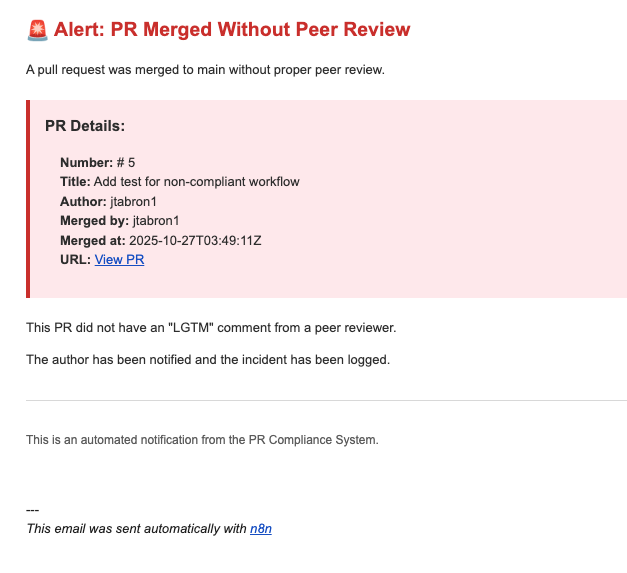 🚨 Alert: PR Merged Without Peer Review
A pull request was merged to main without proper peer review.
PR Details:
Number: # 5
Title: Add test for non-compliant workflow
Author: jtabron1
Merged by: jtabron1
Merged at: 2025-10-27T03:49:11Z
URL: View PR
This PR did not have an "LGTM" comment from a peer reviewer.
The author has been notified and the incident has been logged.
This is an automated notification from the PR Compliance System.
---
This email was sent automatically with n8n